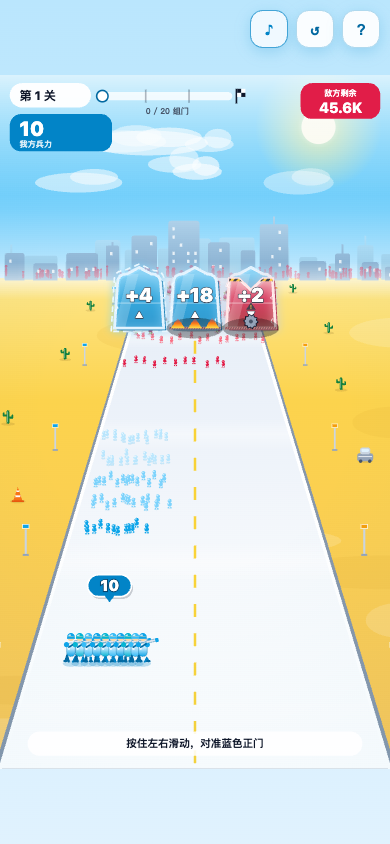 ♪ ↺ ?
第 1 关
0 / 20 组门
敌方剩余
45.6K
10
我方兵力
+4 +18 ÷2
10
按住左右滑动，对准蓝色正门